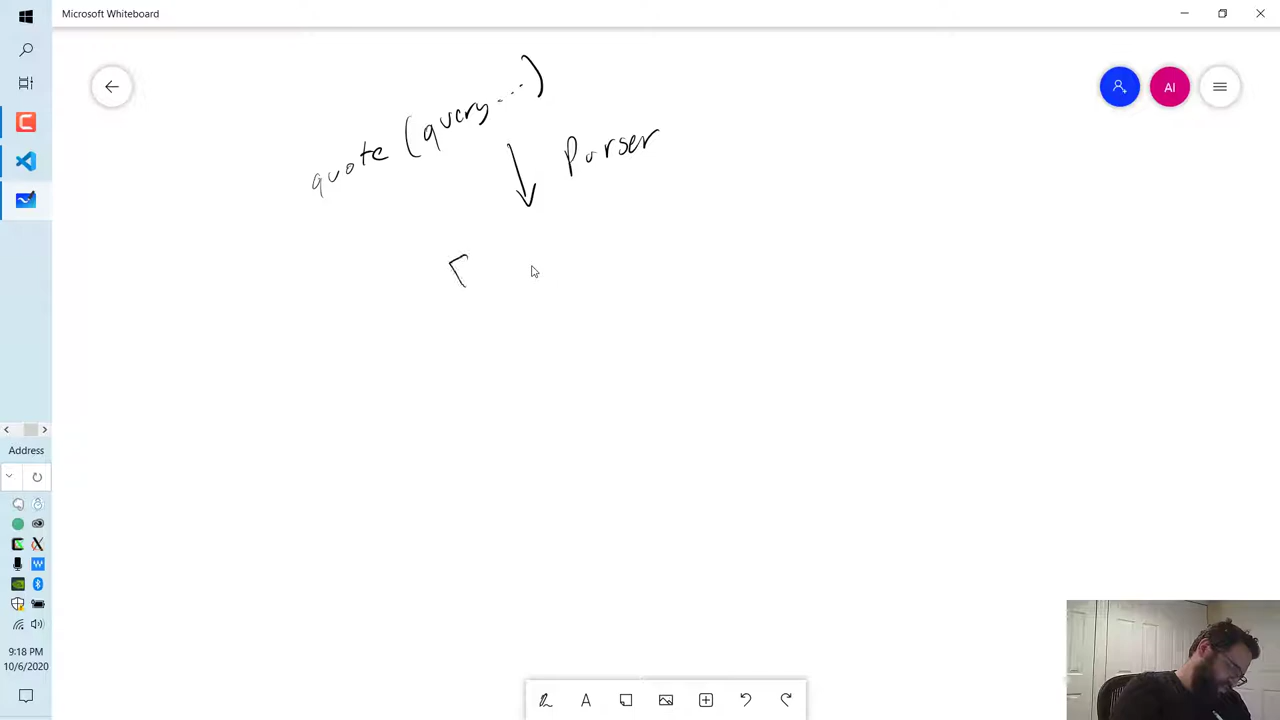 Microsoft Whiteboard
AI
quote (query...)
Parser
[
Address
9:18 PM
10/6/2020
A